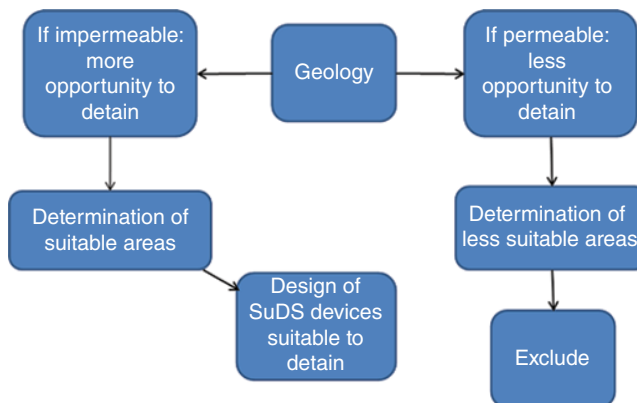 If impermeable:
more
opportunity to
detain
Geology
If permeable:
less
opportunity to
detain
Determination of
suitable areas
Determination of
less suitable areas
Design of
SuDS devices
suitable to
detain
Exclude